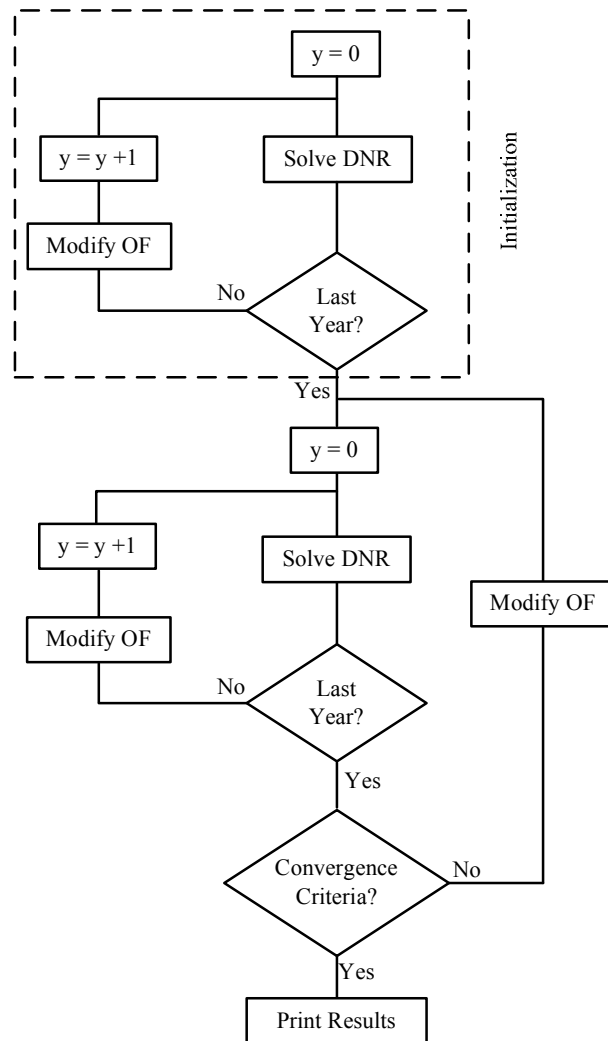 y = 0
y = y +1
Solve DNR
Initialization
Modify OF
No
Last
Year?
Yes
y = 0
y = y +1
Solve DNR
Modify OF
Modify OF
No
Last
Year?
Yes
Convergence
Criteria?
No
Yes
Print Results